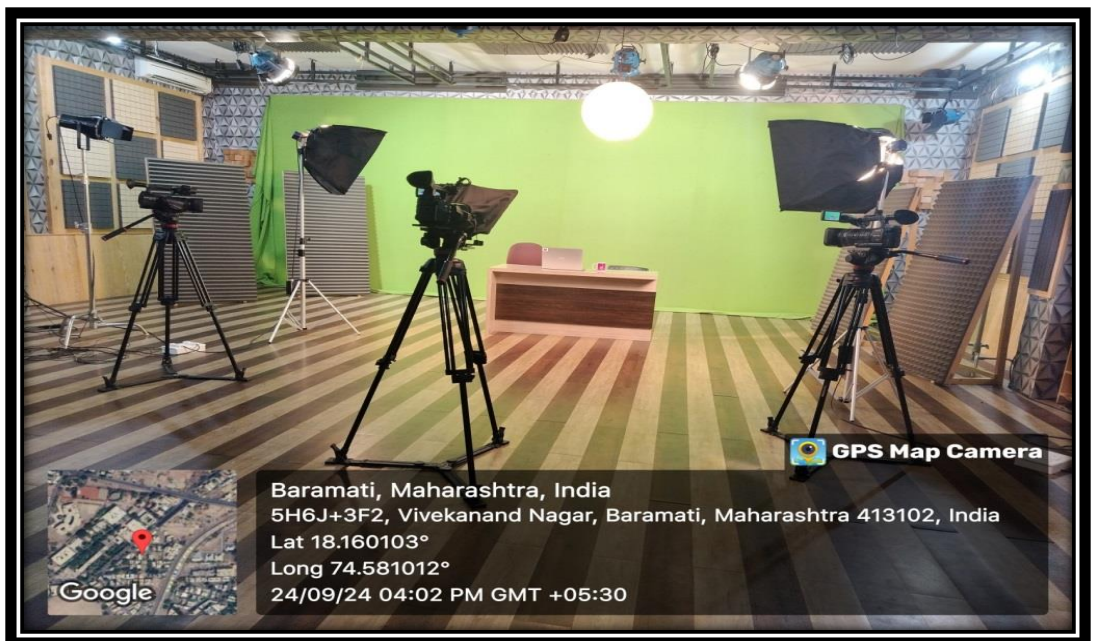 GPS Map Camera
Baramati, Maharashtra, India
5H6J+3F2, Vivekanand Nagar, Baramati, Maharashtra 413102, India
Lat 18.160103°
Long 74.581012°
24/09/24 04:02 PM GMT +05:30
Google